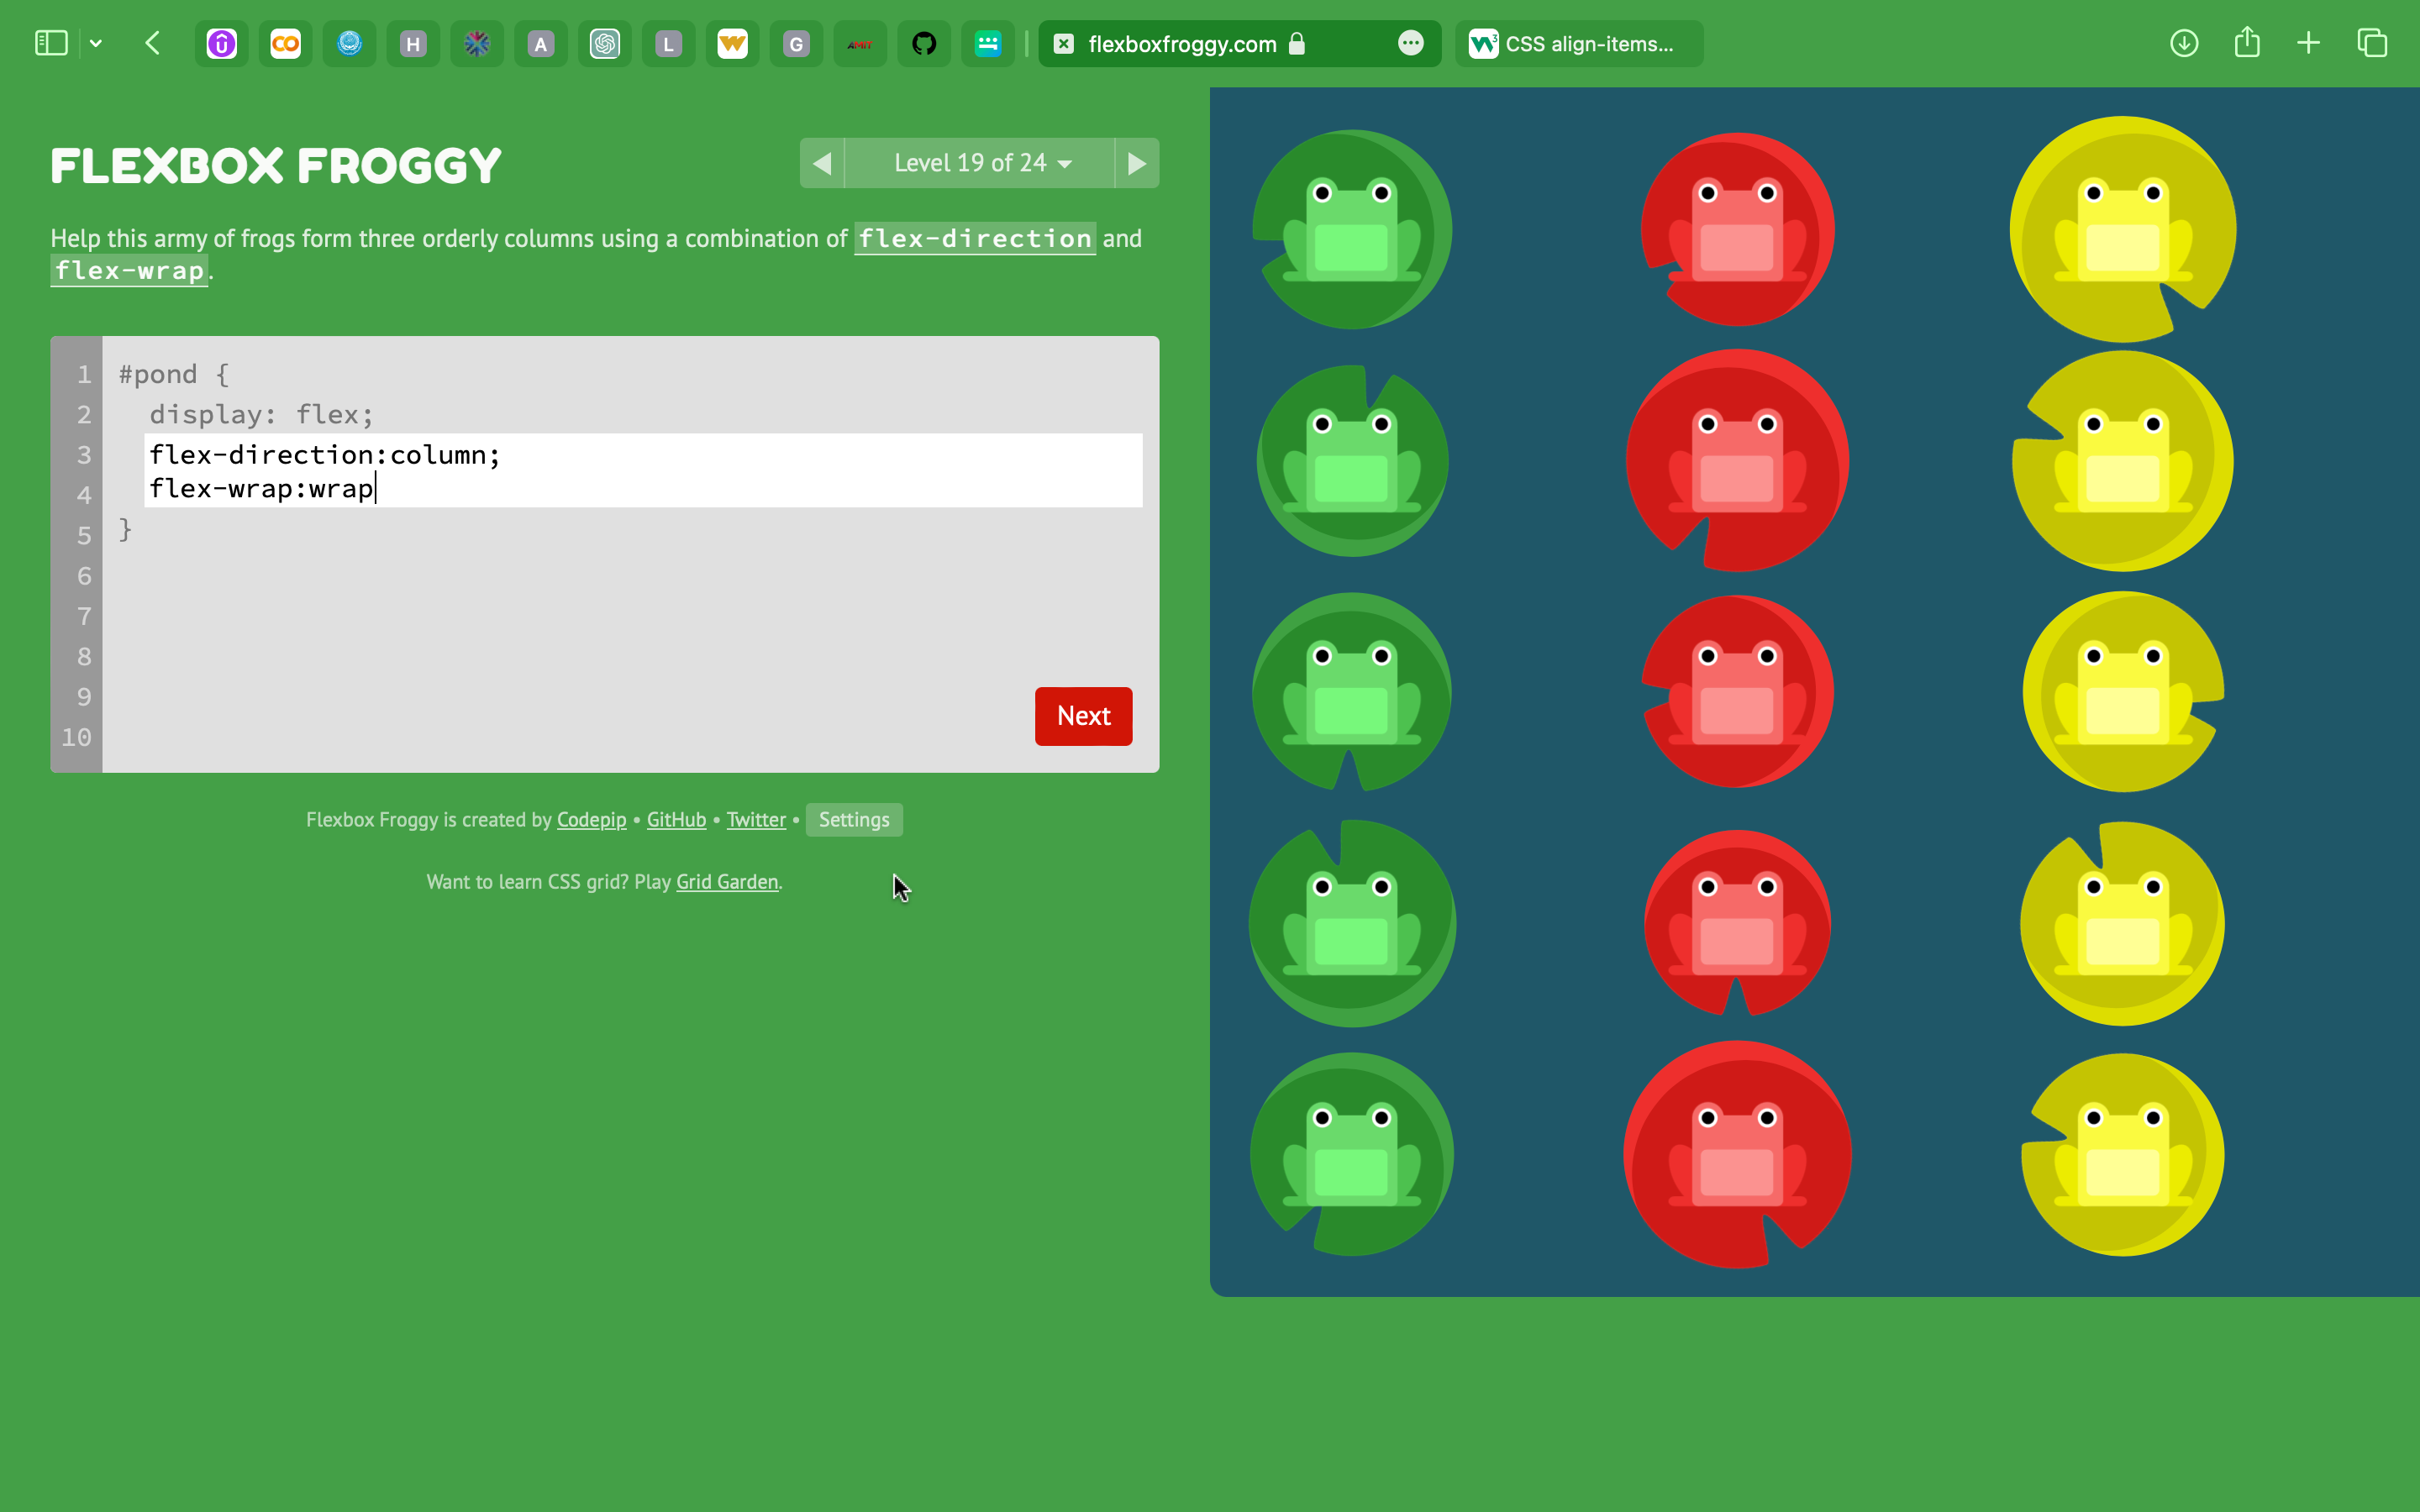 H
A
L
G
AMIT
flexboxfroggy.com
CSS align-items...
FLEXBOX FROGGY
Level 19 of 24
Help this army of frogs form three orderly columns using a combination of flex-direction and
flex-wrap.
1 #pond {
2 display: flex;
3 flex-direction:column;
4 flex-wrap:wrap
5 }
6
7
8
9
10
Next
Flexbox Froggy is created by Codepip • GitHub • Twitter • Settings
Want to learn CSS grid? Play Grid Garden.